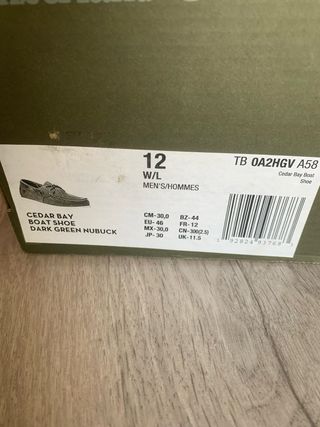 12
W/L
MEN'S/HOMMES
TB 0A2HGV A58
Cedar Bay Boat
Shoe
CEDAR BAY
BOAT SHOE
DARK GREEN NUBUCK
CM-30,0 BZ-44
EU- 46 FR-12
MX-30,0 CN-300(2.5)
JP- 30 UK-11.5